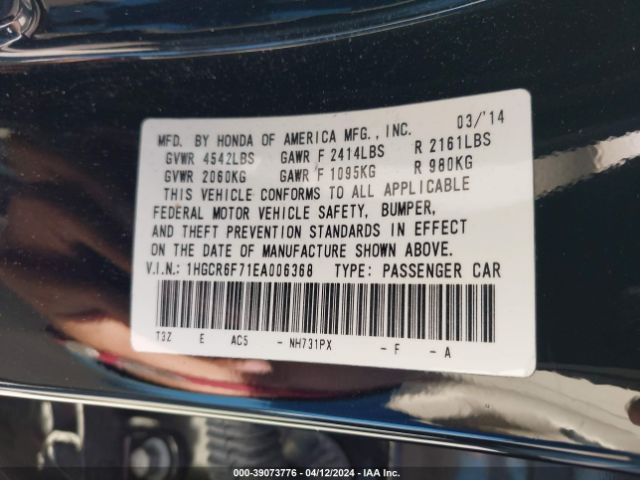 MFD. BY HONDA OF AMERICA MFG., INC. 03/'14
GVWR 4542LBS GAWR F 2414LBS R 2161LBS
GVWR 2060KG GAWR F 1095KG R 980KG
THIS VEHICLE CONFORMS TO ALL APPLICABLE
FEDERAL MOTOR VEHICLE SAFETY, BUMPER,
AND THEFT PREVENTION STANDARDS IN EFFECT
ON THE DATE OF MANUFACTURE SHOWN ABOVE.
V.I.N.: 1HGCR6F71EA006368 TYPE: PASSENGER CAR
T3Z E AC5 - NH731PX - F - A
000-39073776 - 04/12/2024 - IAA Inc.